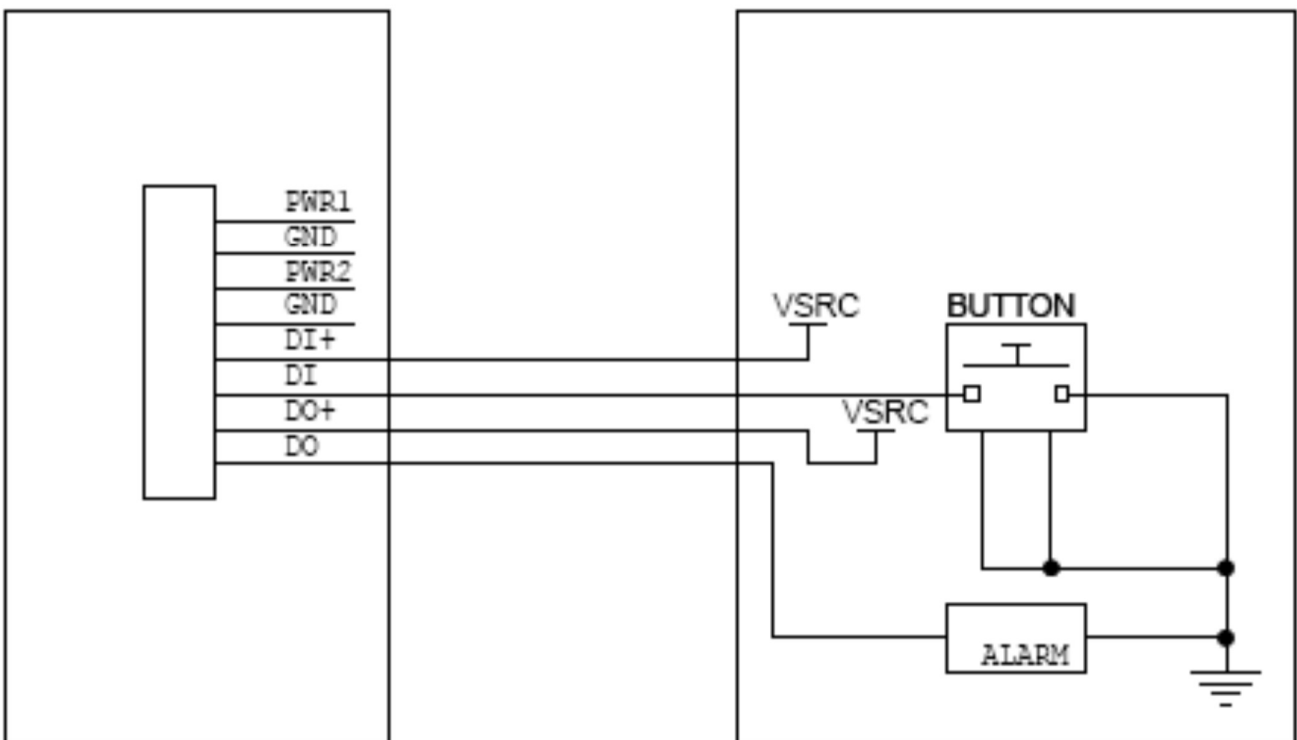 PWR1
GND
PWR2
GND
DI+
DI
DO+
DO
VSRC
BUTTON
VSRC
ALARM